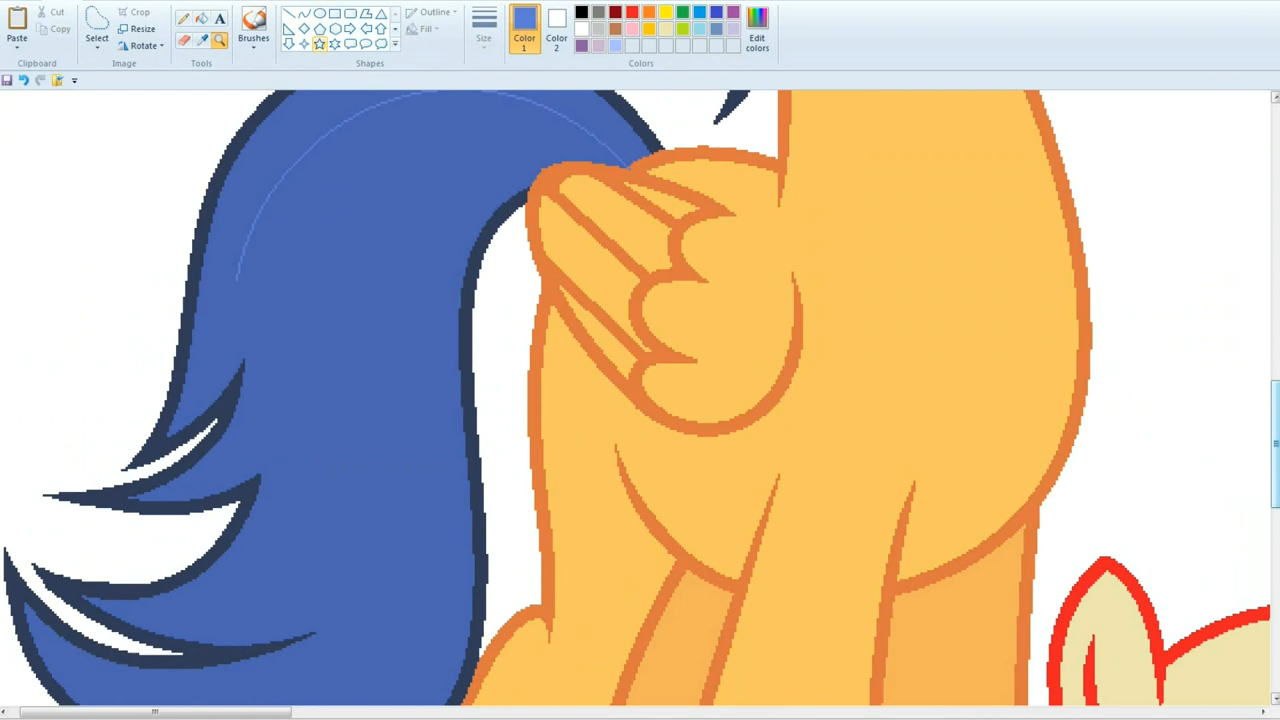 Cut
Copy
Paste
Clipboard
Crop
Resize
Rotate
Select
Image
A
Tools
Brushes
Outline
Fill
Shapes
Size
Color 1
Color 2
Edit colors
Colors